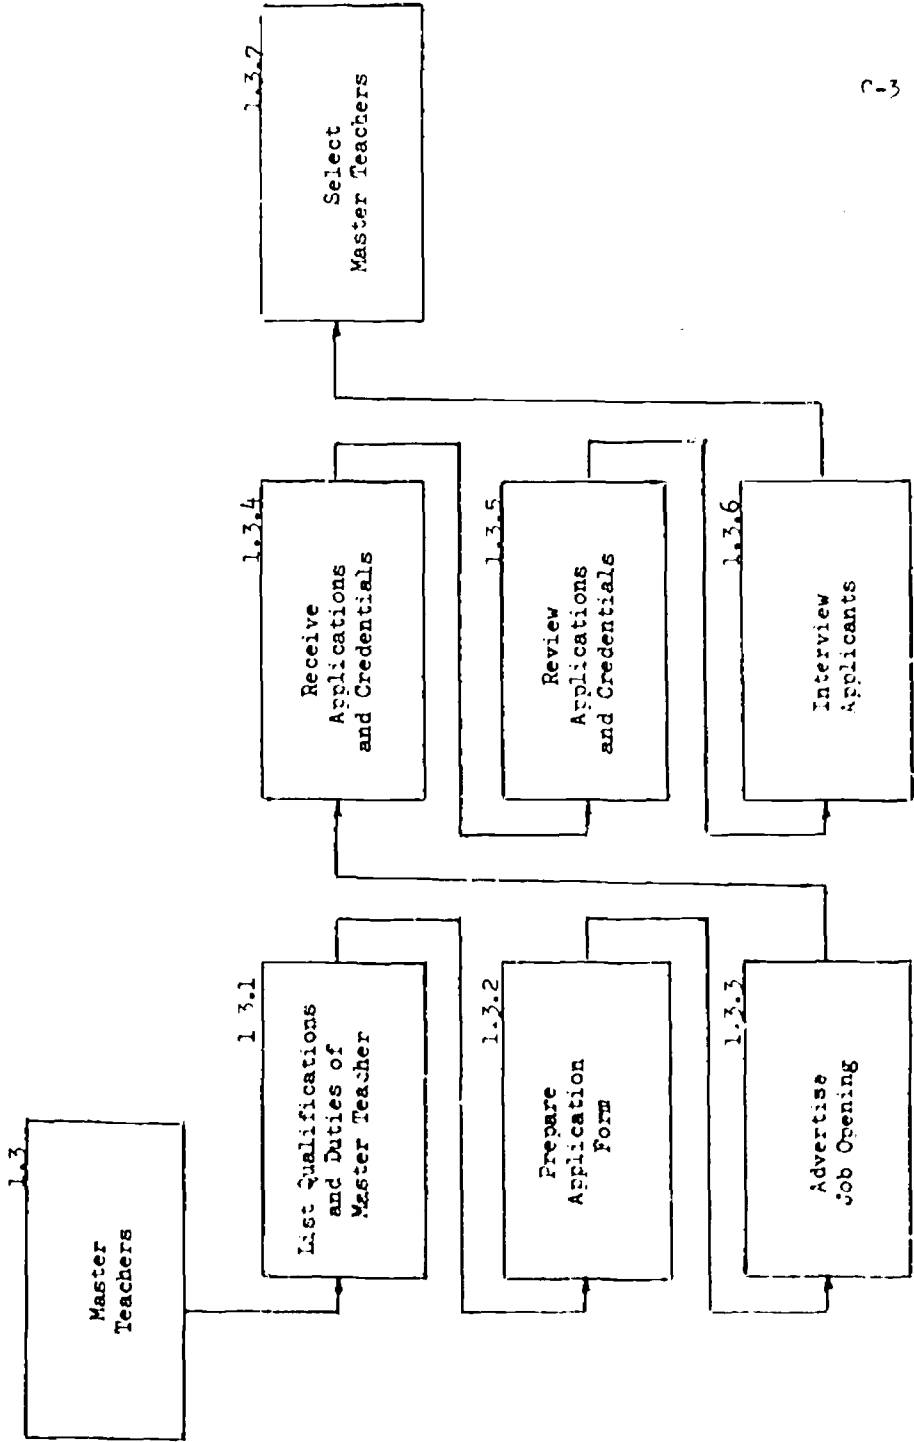 1.3
Master
Teachers
1 3.1
List Qualifications
and Duties of
Master Teacher
1.3.2
Prepare
Application
Form
1.3.3
Advertise
Job Opening
1.3.4
Receive
Applications
and Credentials
1.3.5
Review
Applications
and Credentials
1.3.6
Interview
Applicants
1.3.7
Select
Master Teachers